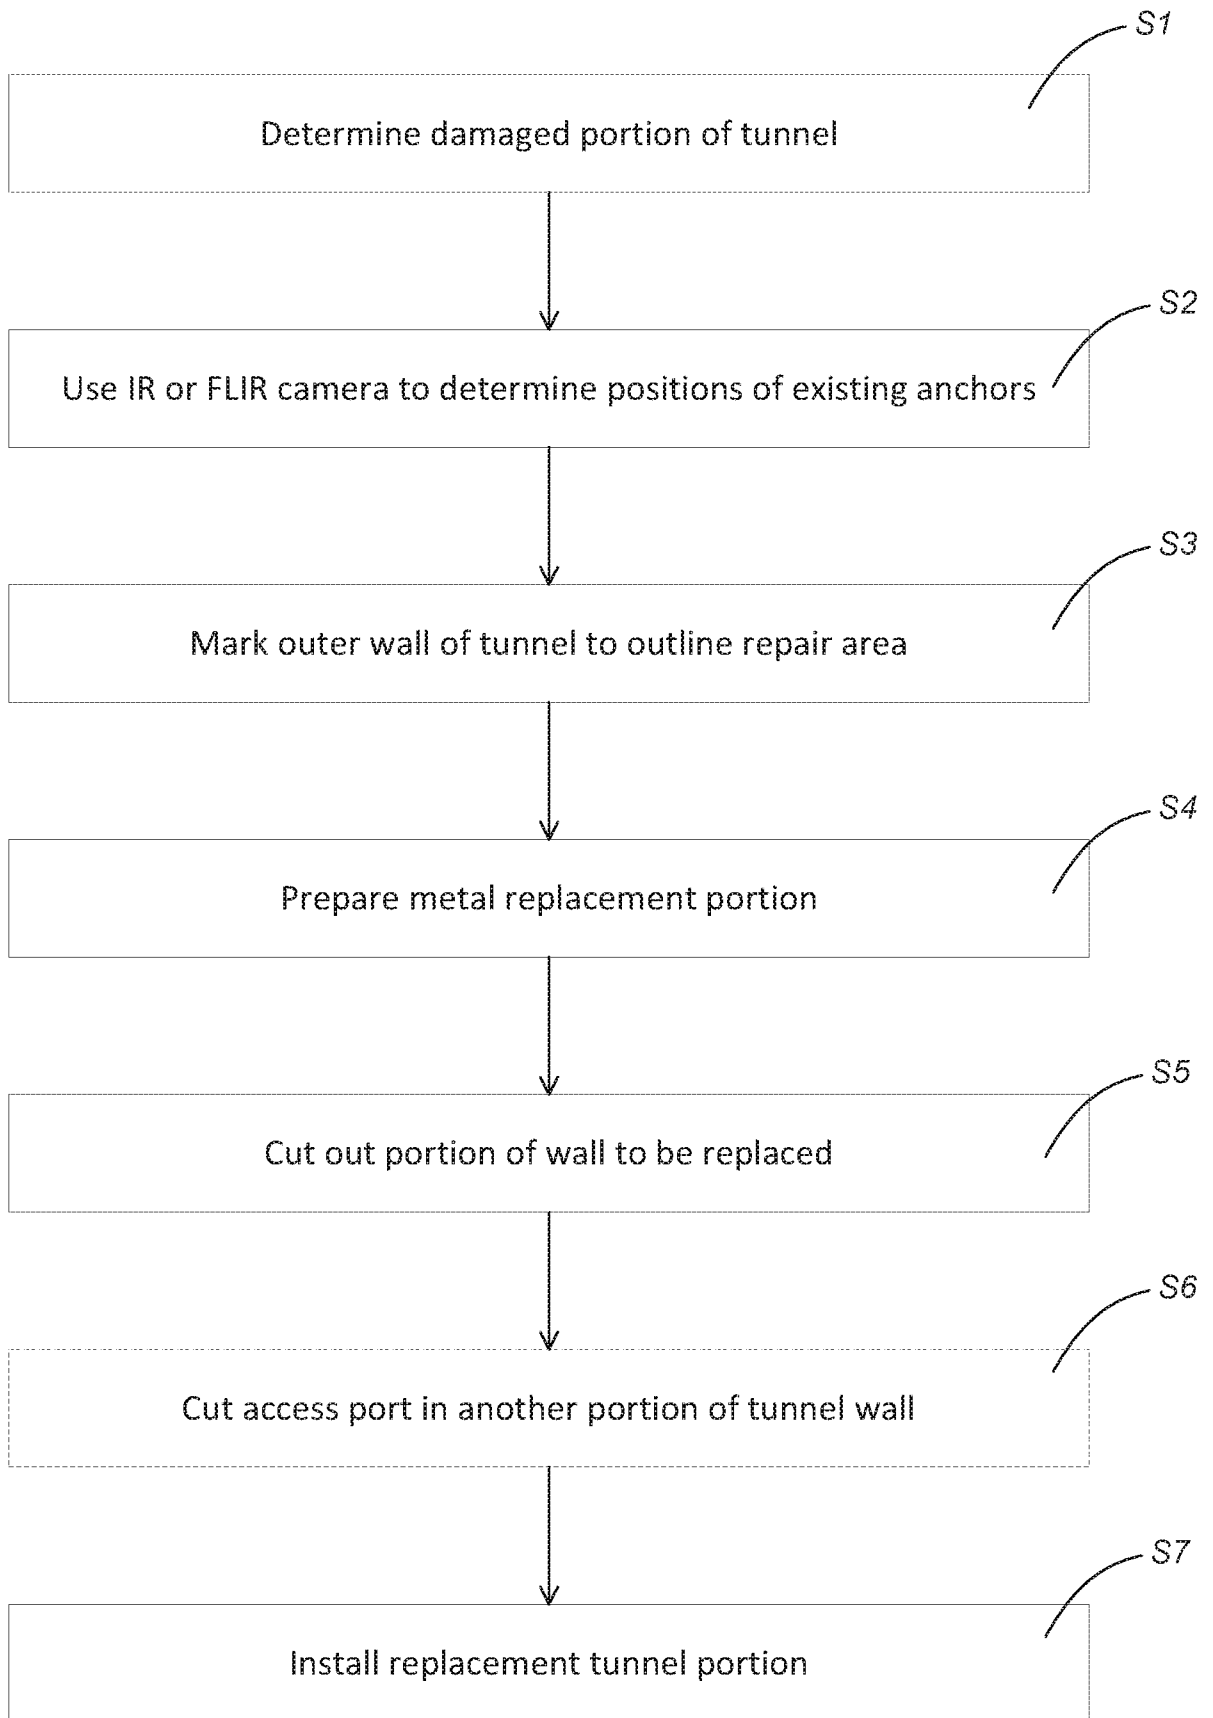 S1
Determine damaged portion of tunnel
S2
Use IR or FLIR camera to determine positions of existing anchors
S3
Mark outer wall of tunnel to outline repair area
S4
Prepare metal replacement portion
S5
Cut out portion of wall to be replaced
S6
Cut access port in another portion of tunnel wall
S7
Install replacement tunnel portion